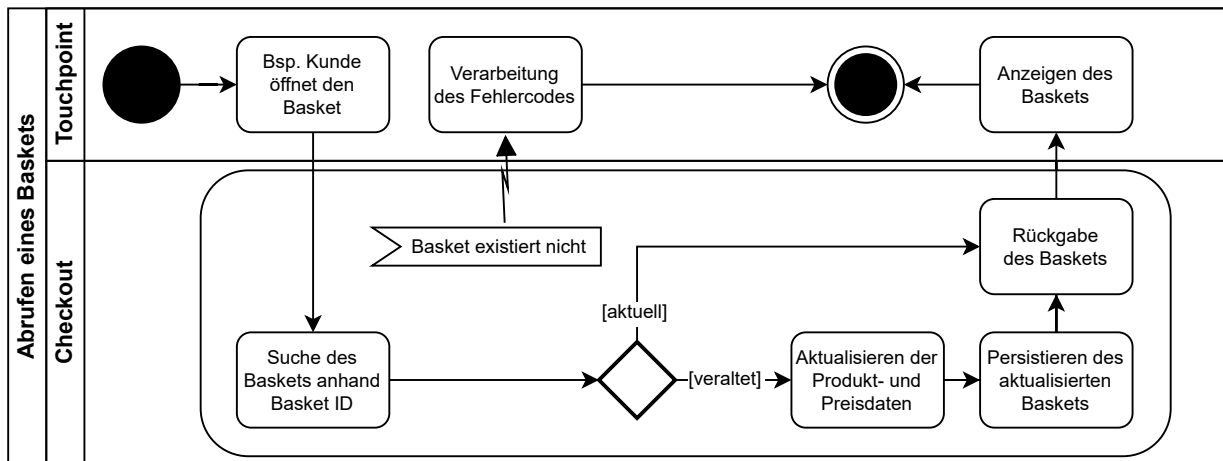 Abrufen eines Baskets
Touchpoint
Bsp. Kunde
öffnet den
Basket
Verarbeitung
des Fehlercodes
Anzeigen des
Baskets
Checkout
Basket existiert nicht
Rückgabe
des Baskets
[aktuell]
Suche des
Baskets anhand
Basket ID
[veraltet]
Aktualisieren der
Produkt- und
Preisdaten
Persistieren des
aktualisierten
Baskets